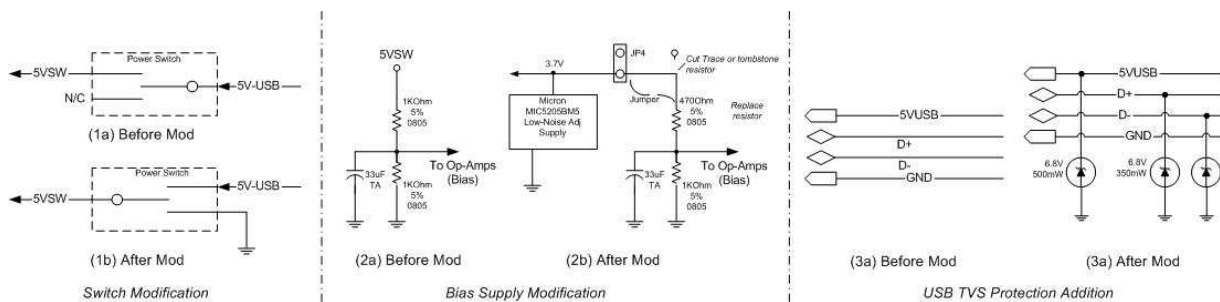 Power Switch
5VSW
5V-USB
N/C
(1a) Before Mod
Power Switch
5V-USB
5VSW
(1b) After Mod
Switch Modification
5VSW
1KOhm
5%
0805
To Op-Amps
(Bias)
33uF
TA
1KOhm
5%
0805
(2a) Before Mod
JP4
Cut Trace or tombstone
resistor
3.7V
Jumper
Micron
MIC5205BM5
Low-Noise Adj
Supply
470Ohm
5%
0805
Replace
resistor
To Op-Amps
(Bias)
33uF
TA
1KOhm
5%
0805
(2b) After Mod
Bias Supply Modification
5VUSB
D+
D-
GND
(3a) Before Mod
5VUSB
D+
D-
GND
6.8V
500mW
6.8V
350mW
(3a) After Mod
USB TVS Protection Addition